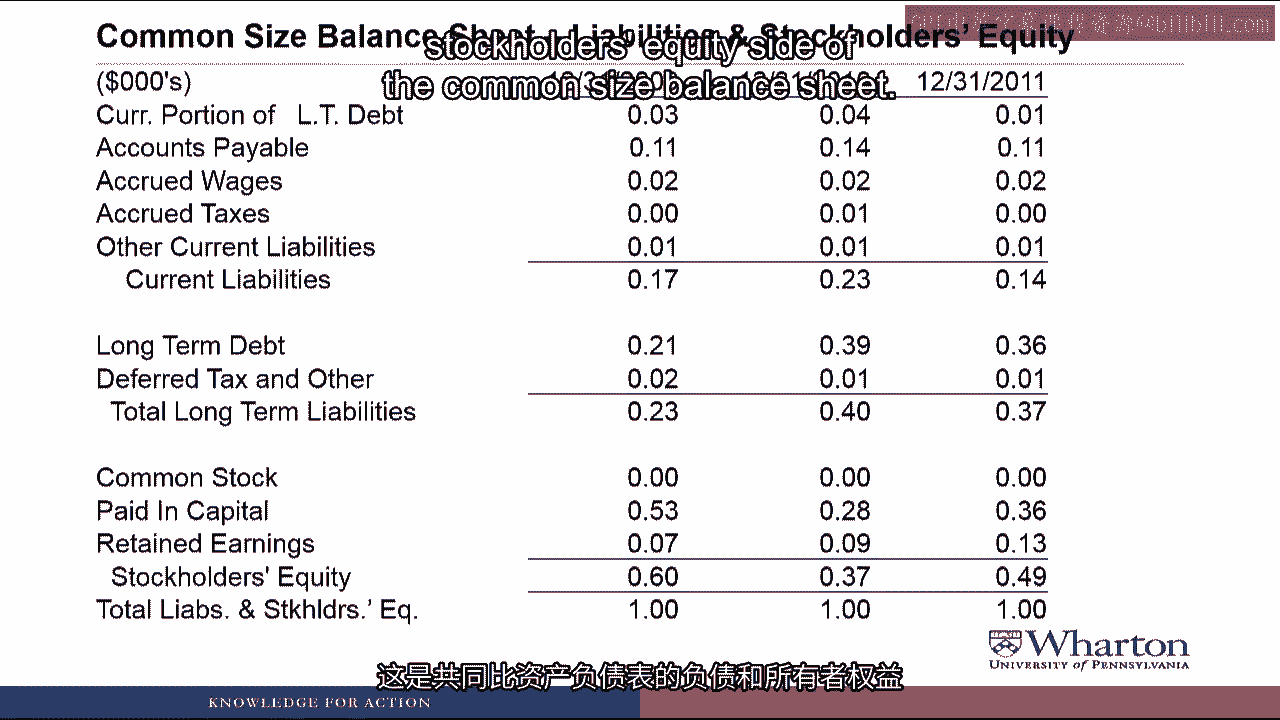 Common Size Balance Sheet - Liabilities & Stockholders' Equity
stockholders' equity side of
the common size balance sheet.
($000's) 12/31/2011
Curr. Portion of L.T. Debt 0.03 0.04 0.01
Accounts Payable 0.11 0.14 0.11
Accrued Wages 0.02 0.02 0.02
Accrued Taxes 0.00 0.01 0.00
Other Current Liabilities 0.01 0.01 0.01
Current Liabilities 0.17 0.23 0.14
Long Term Debt 0.21 0.39 0.36
Deferred Tax and Other 0.02 0.01 0.01
Total Long Term Liabilities 0.23 0.40 0.37
Common Stock 0.00 0.00 0.00
Paid In Capital 0.53 0.28 0.36
Retained Earnings 0.07 0.09 0.13
Stockholders' Equity 0.60 0.37 0.49
Total Liabs. & Stkhldrs.' Eq. 1.00 1.00 1.00
Wharton
UNIVERSITY of PENNSYLVANIA
这是共同比资产负债表的负债和所有者权益
KNOWLEDGE FOR ACTION